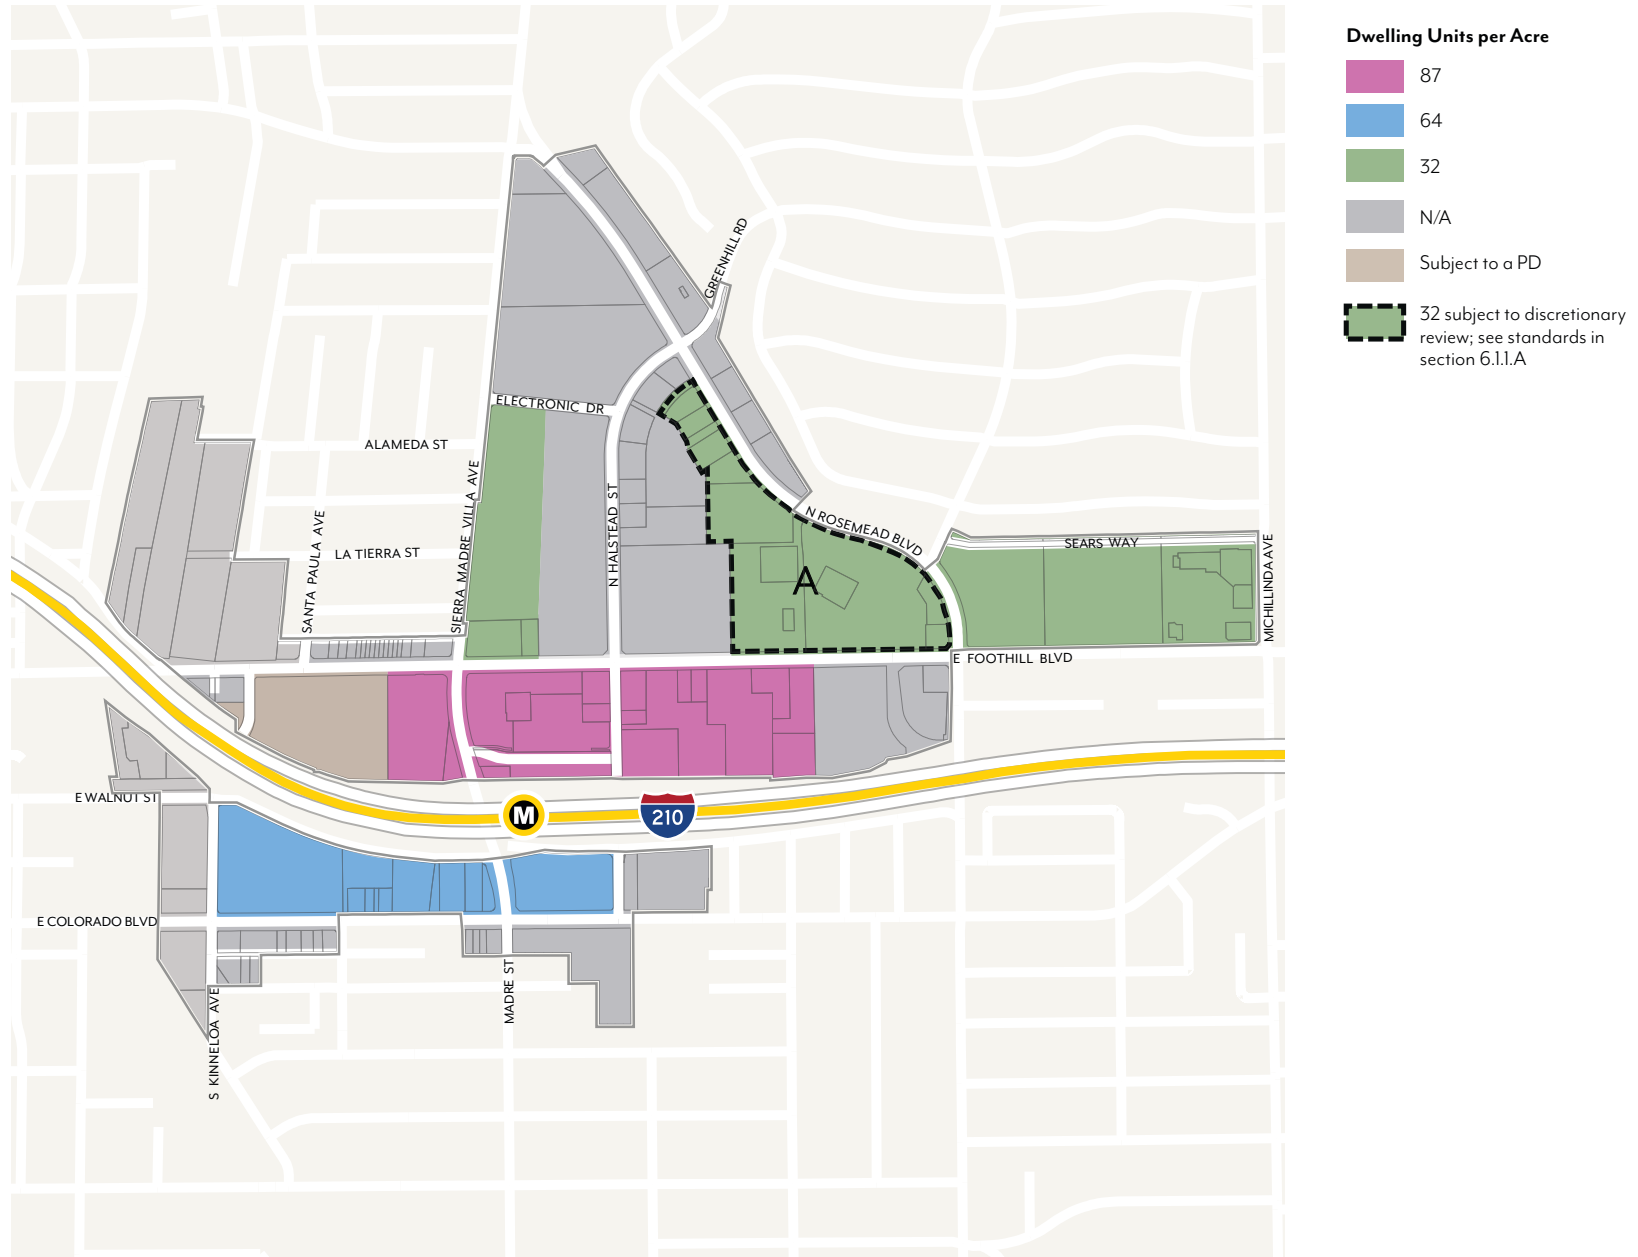 Dwelling Units per Acre
87
64
32
N/A
Subject to a PD
32 subject to discretionary
review; see standards in
section 6.1.1.A
GREENHILL RD
ELECTRONIC DR
ALAMEDA ST
SIERRA MADRE VILLA AVE
N HALSTEAD ST
N ROSEMEAD BLVD
SEARS WAY
MICHILLINDA AVE
SANTA PAULA AVE
LA TIERRA ST
A
E FOOTHILL BLVD
E WALNUT ST
M
210
E COLORADO BLVD
MADRE ST
S KINNELOA AVE